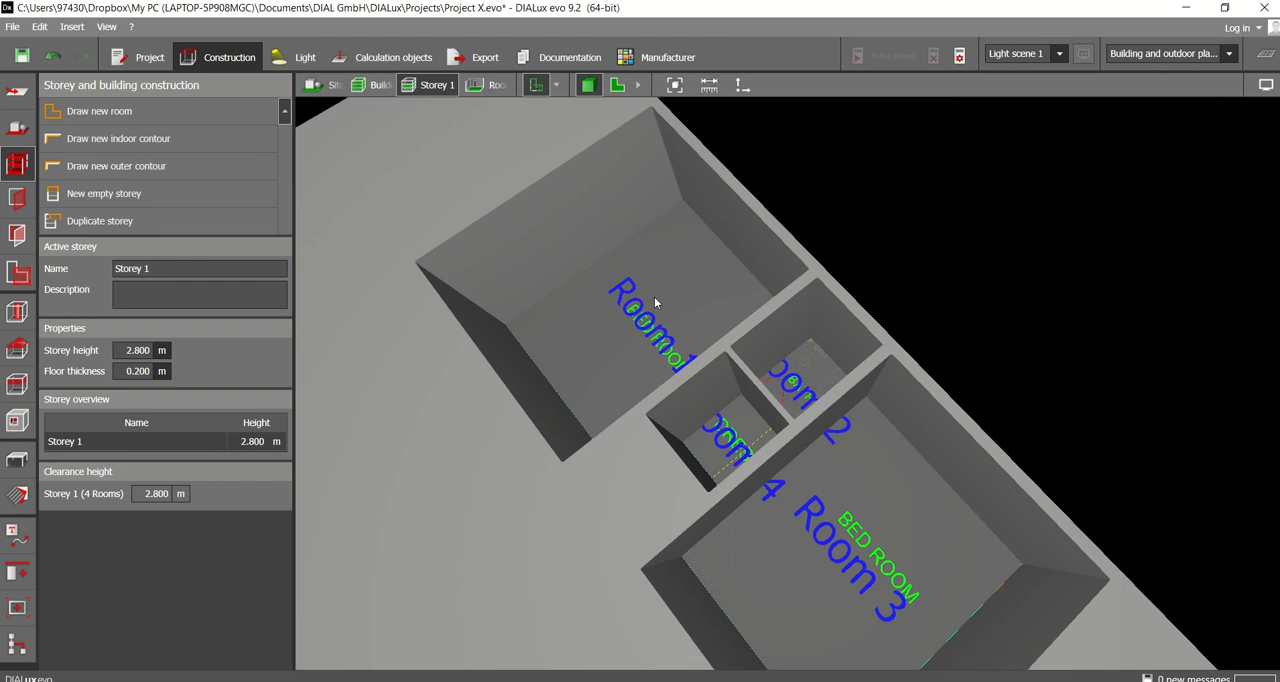 C:\Users\97430\Dropbox\My PC (LAPTOP-5P908MGC)\Documents\DIAL GmbH\DIALux\Projects\Project X.evo* - DIALux evo 9.2 (64-bit)
File Edit Insert View ?
Log in
Project Construction Light Calculation objects Export Documentation Manufacturer
Light scene 1
Building and outdoor pla...
Storey and building construction
Storey 1
Draw new room
Draw new indoor contour
Draw new outer contour
New empty storey
Duplicate storey
Active storey
Name Storey 1
Description
Properties
Storey height 2.800 m
Floor thickness 0.200 m
Storey overview
Name Height
Storey 1 2.800 m
Clearance height
Storey 1 (4 Rooms) 2.800 m
Room 1
2
4
Room 3
BED ROOM
DIALux evo
0 new messages